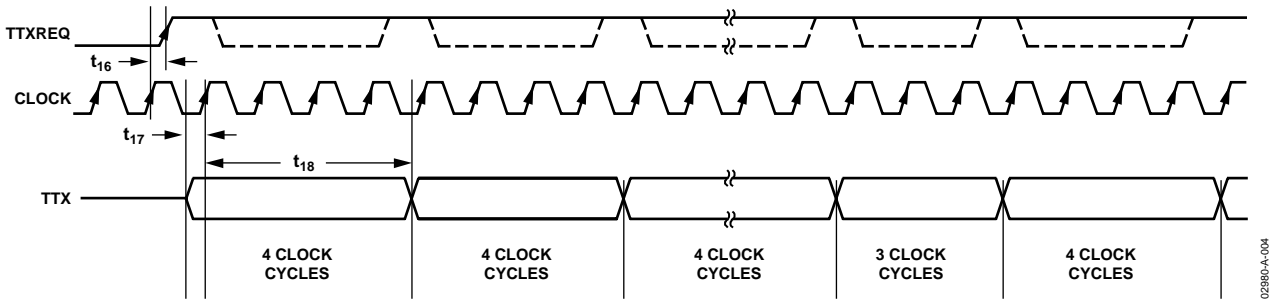 TTXREQ
t16
CLOCK
t17
t18
TTX
4 CLOCK
CYCLES
4 CLOCK
CYCLES
4 CLOCK
CYCLES
3 CLOCK
CYCLES
4 CLOCK
CYCLES
02980-A-004